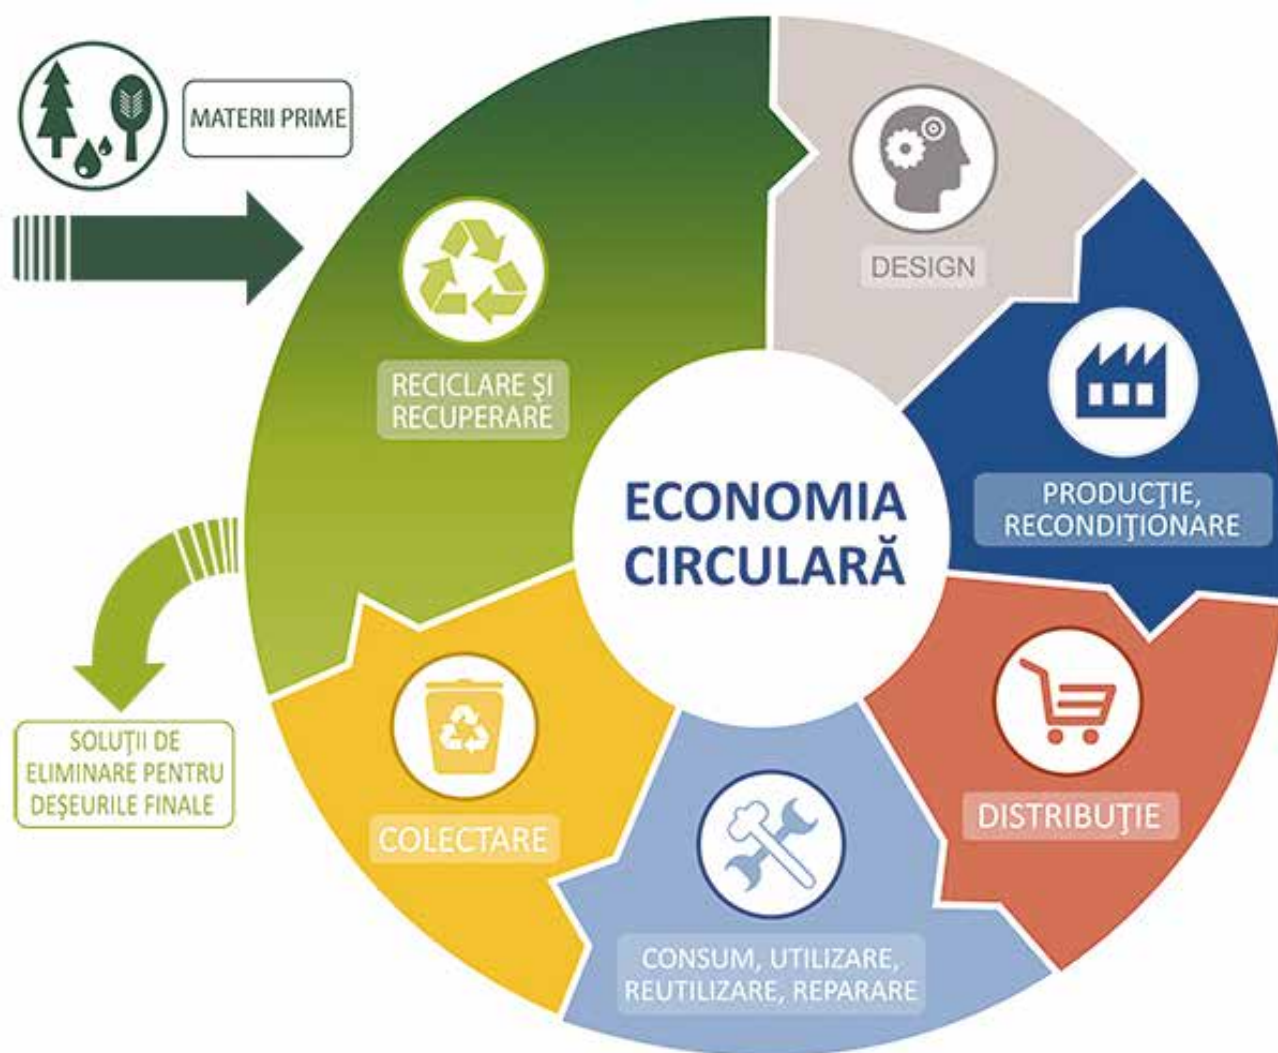 MATERII PRIME
DESIGN
RECICLARE ŞI
RECUPERARE
PRODUCŢIE,
RECONDIŢIONARE
ECONOMIA
CIRCULARĂ
SOLUŢII DE
ELIMINARE PENTRU
DEŞEURILE FINALE
COLECTARE
DISTRIBUŢIE
CONSUM, UTILIZARE,
REUTILIZARE, REPARARE